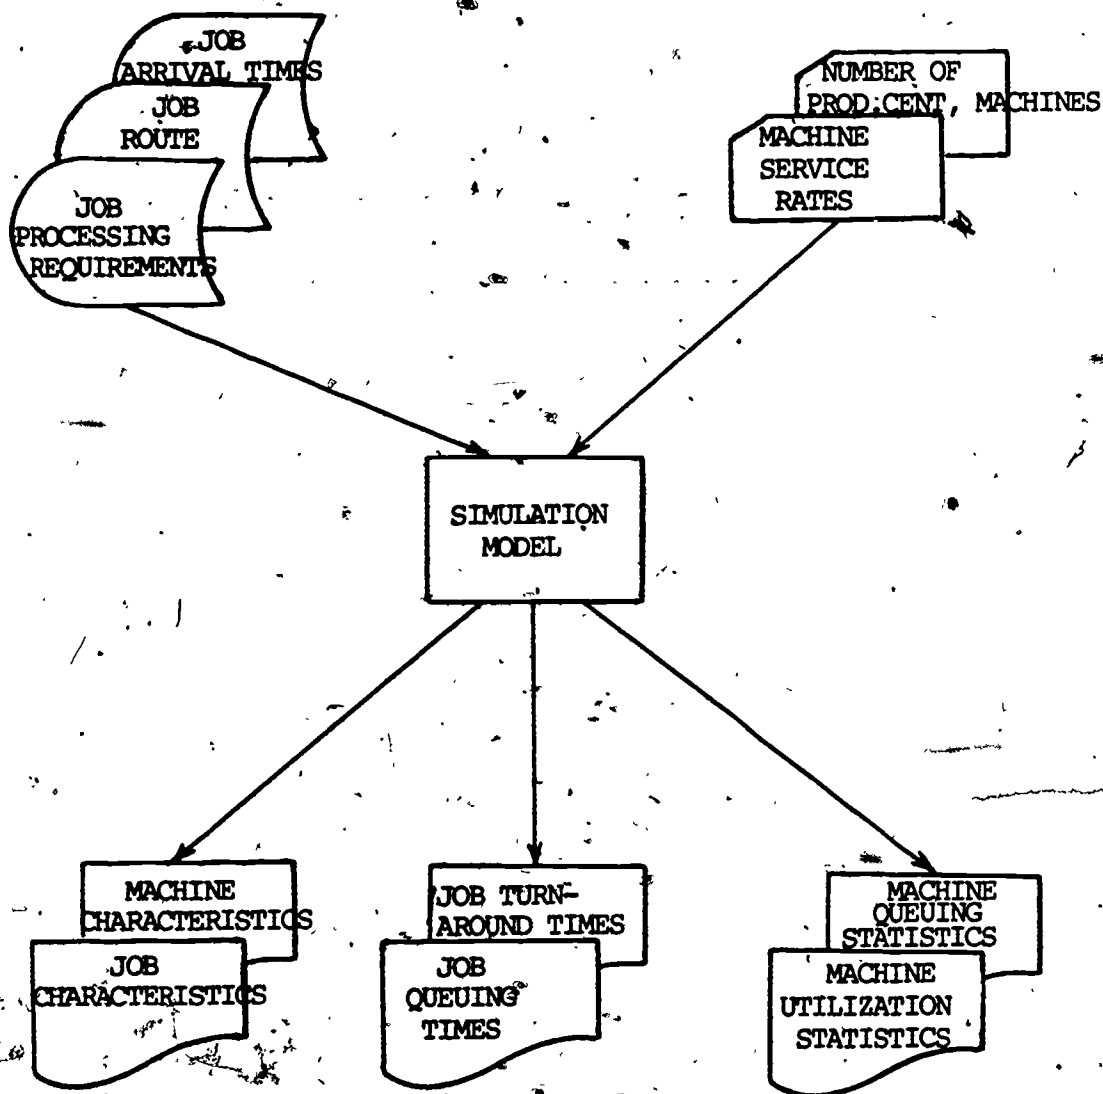 JOB
ARRIVAL TIMES
JOB
ROUTE
JOB
PROCESSING
REQUIREMENTS
NUMBER OF
PROD.CENT, MACHINES
MACHINE
SERVICE
RATES
SIMULATION
MODEL
MACHINE
CHARACTERISTICS
JOB
CHARACTERISTICS
JOB TURN-
AROUND TIMES
JOB
QUEUING
TIMES
MACHINE
QUEUING
STATISTICS
MACHINE
UTILIZATION
STATISTICS